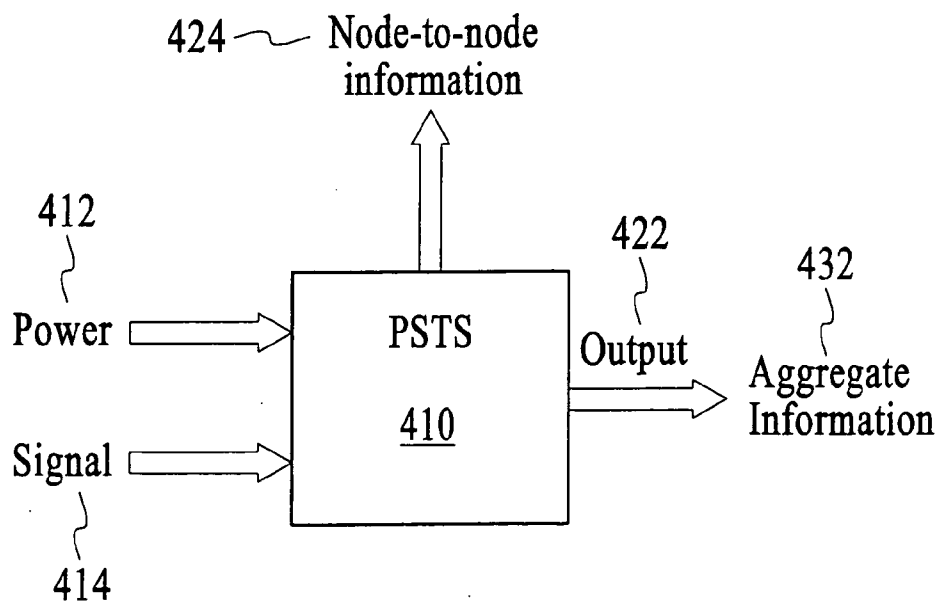 424 Node-to-node
information
412
Power
PSTS
410
422
Output
432
Aggregate
Information
Signal
414